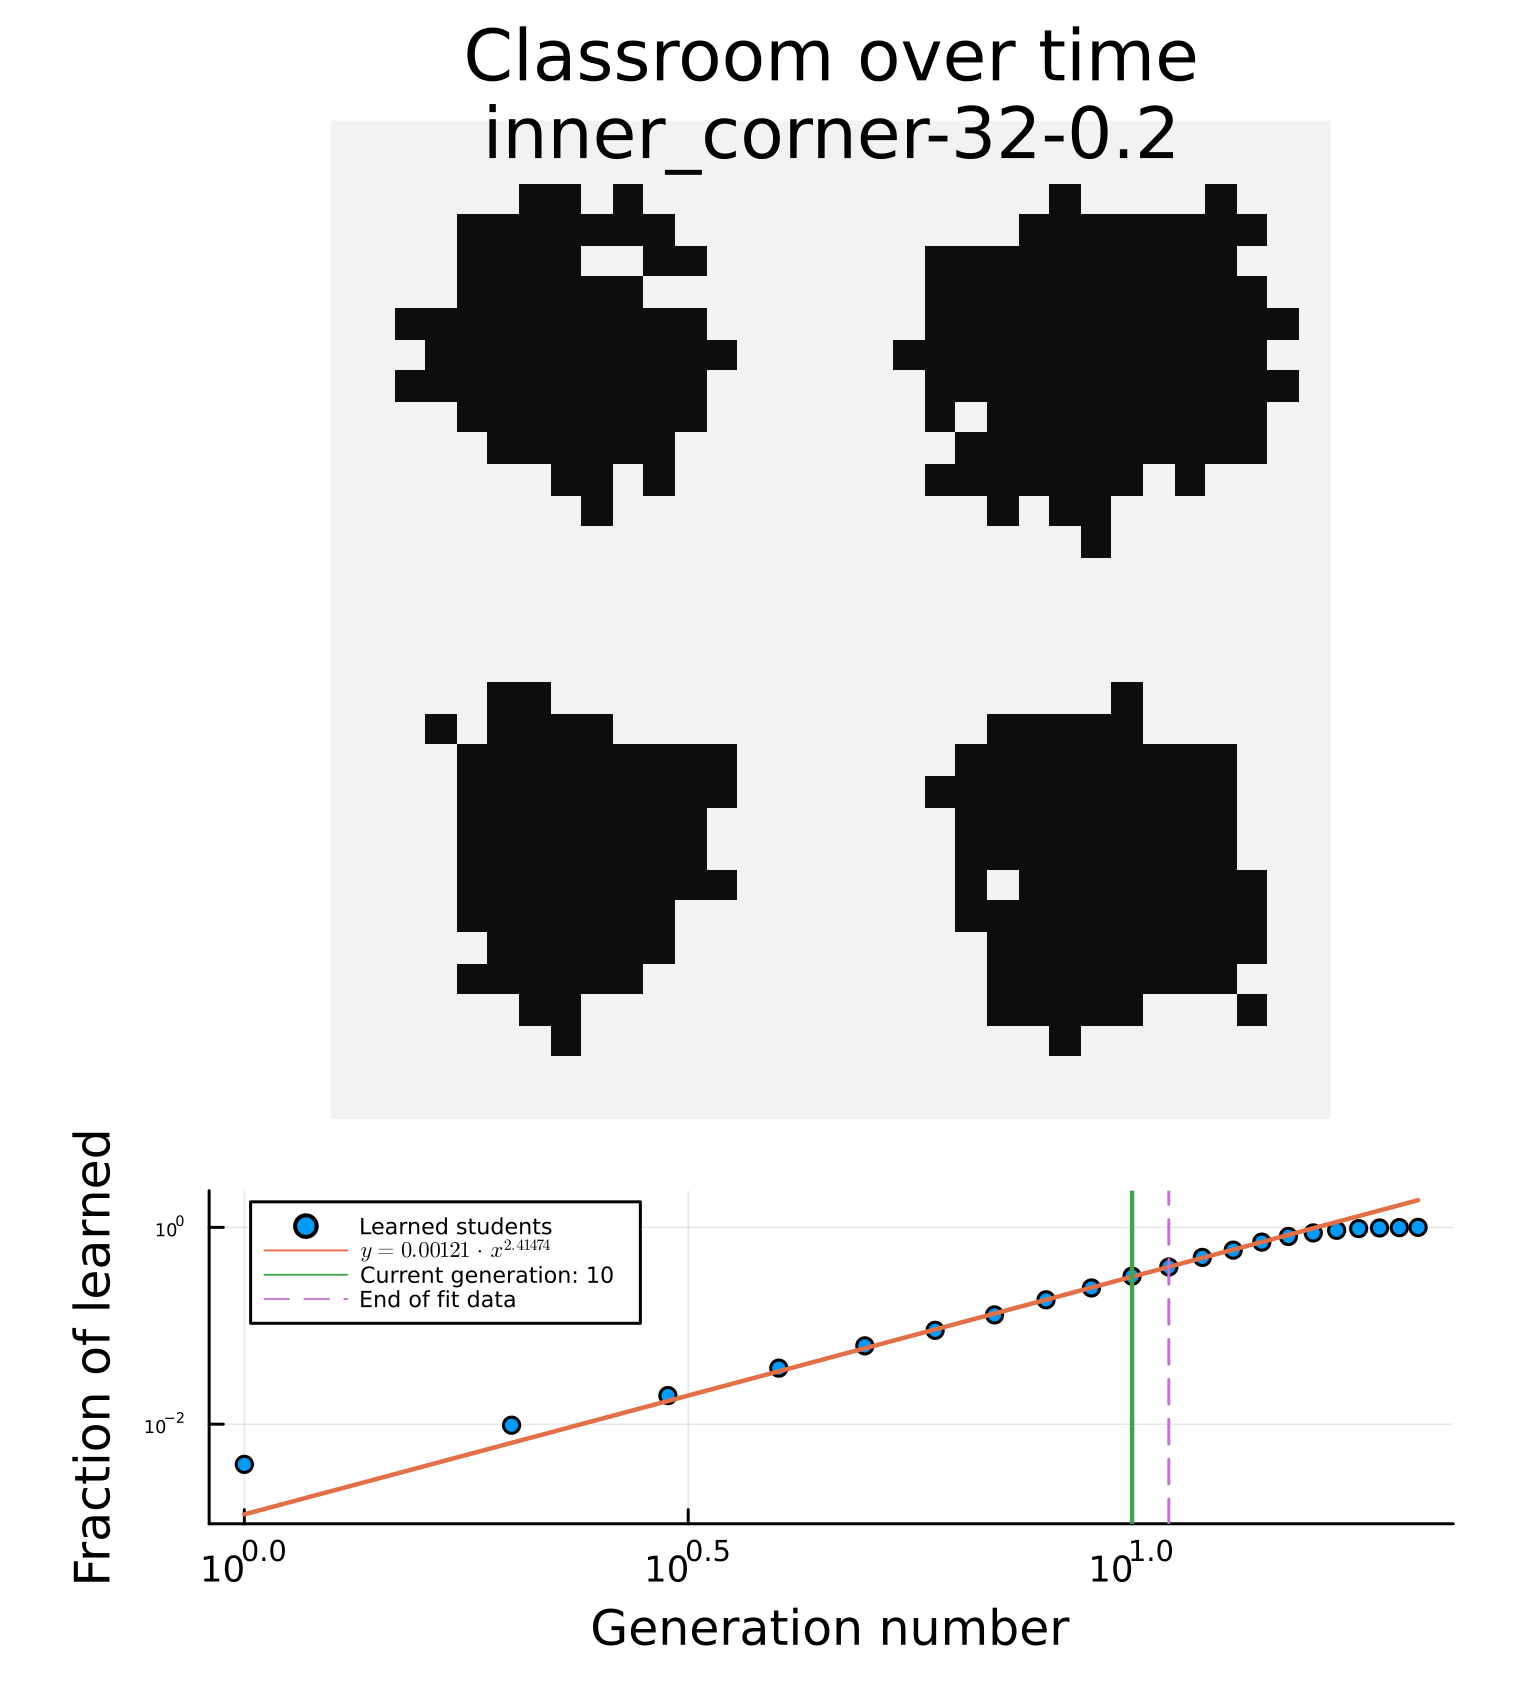 Classroom over time
inner_corner-32-0.2
Fraction of learned
10^0
10^−2
Learned students
y = 0.00121 · x^2.41474
Current generation: 10
End of fit data
10^0.0
10^0.5
10^1.0
Generation number